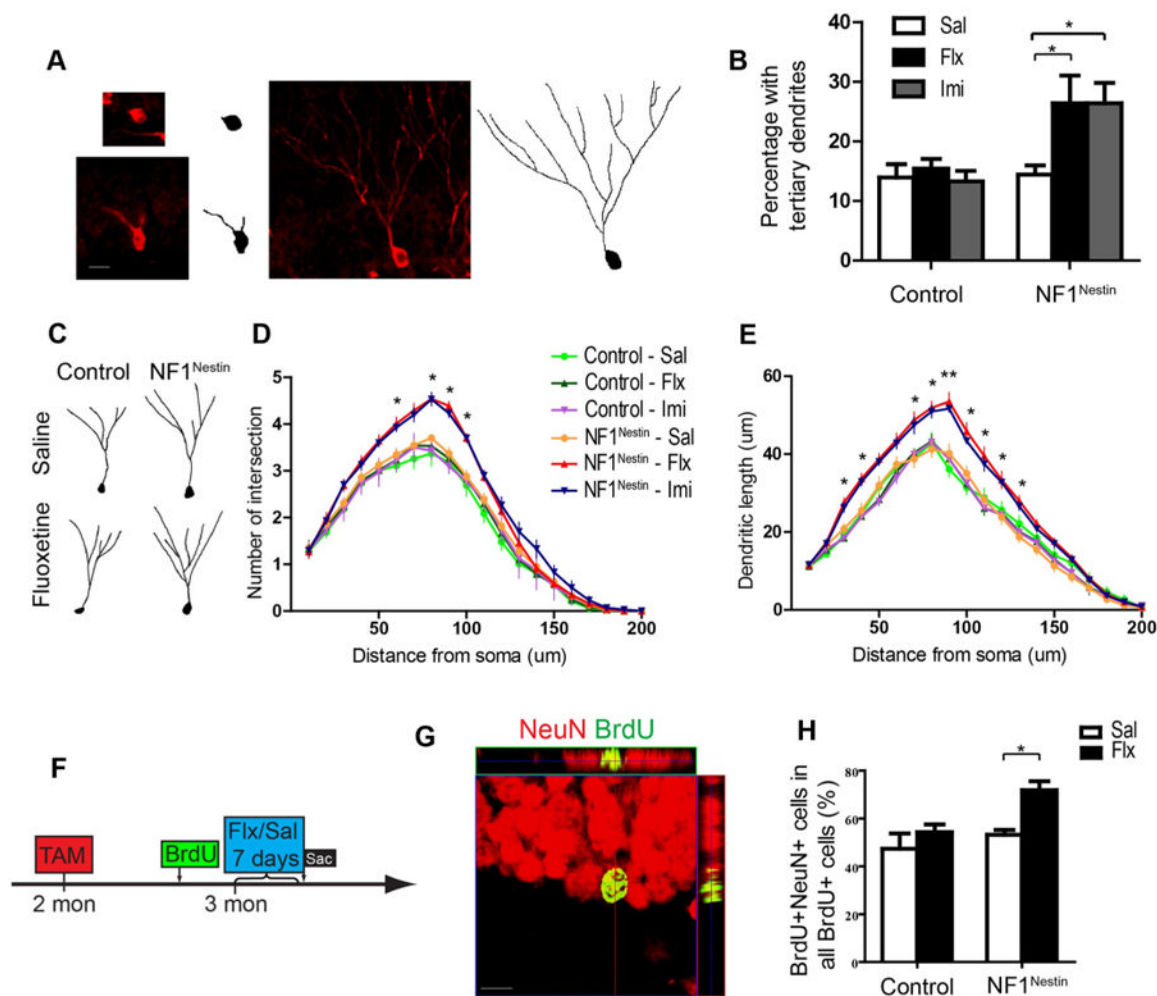 A
B
Percentage with
tertiary dendrites
40
30
20
10
0
Sal
Flx
Imi
*
*
Control
NF1Nestin
C
Control
NF1Nestin
Saline
Fluoxetine
D
Number of intersection
5
4
3
2
1
0
50
100
150
200
Distance from soma (um)
*
*
*
*
Control - Sal
Control - Flx
Control - Imi
NF1Nestin - Sal
NF1Nestin - Flx
NF1Nestin - Imi
E
Dendritic length (um)
60
40
20
0
50
100
150
200
Distance from soma (um)
*
*
*
*
**
*
*
*
*
F
TAM
BrdU
Flx/Sal
7 days
Sac
2 mon
3 mon
G
NeuN BrdU
H
Sal
Flx
*
BrdU+NeuN+ cells in
all BrdU+ cells (%)
80
60
40
20
0
Control
NF1Nestin